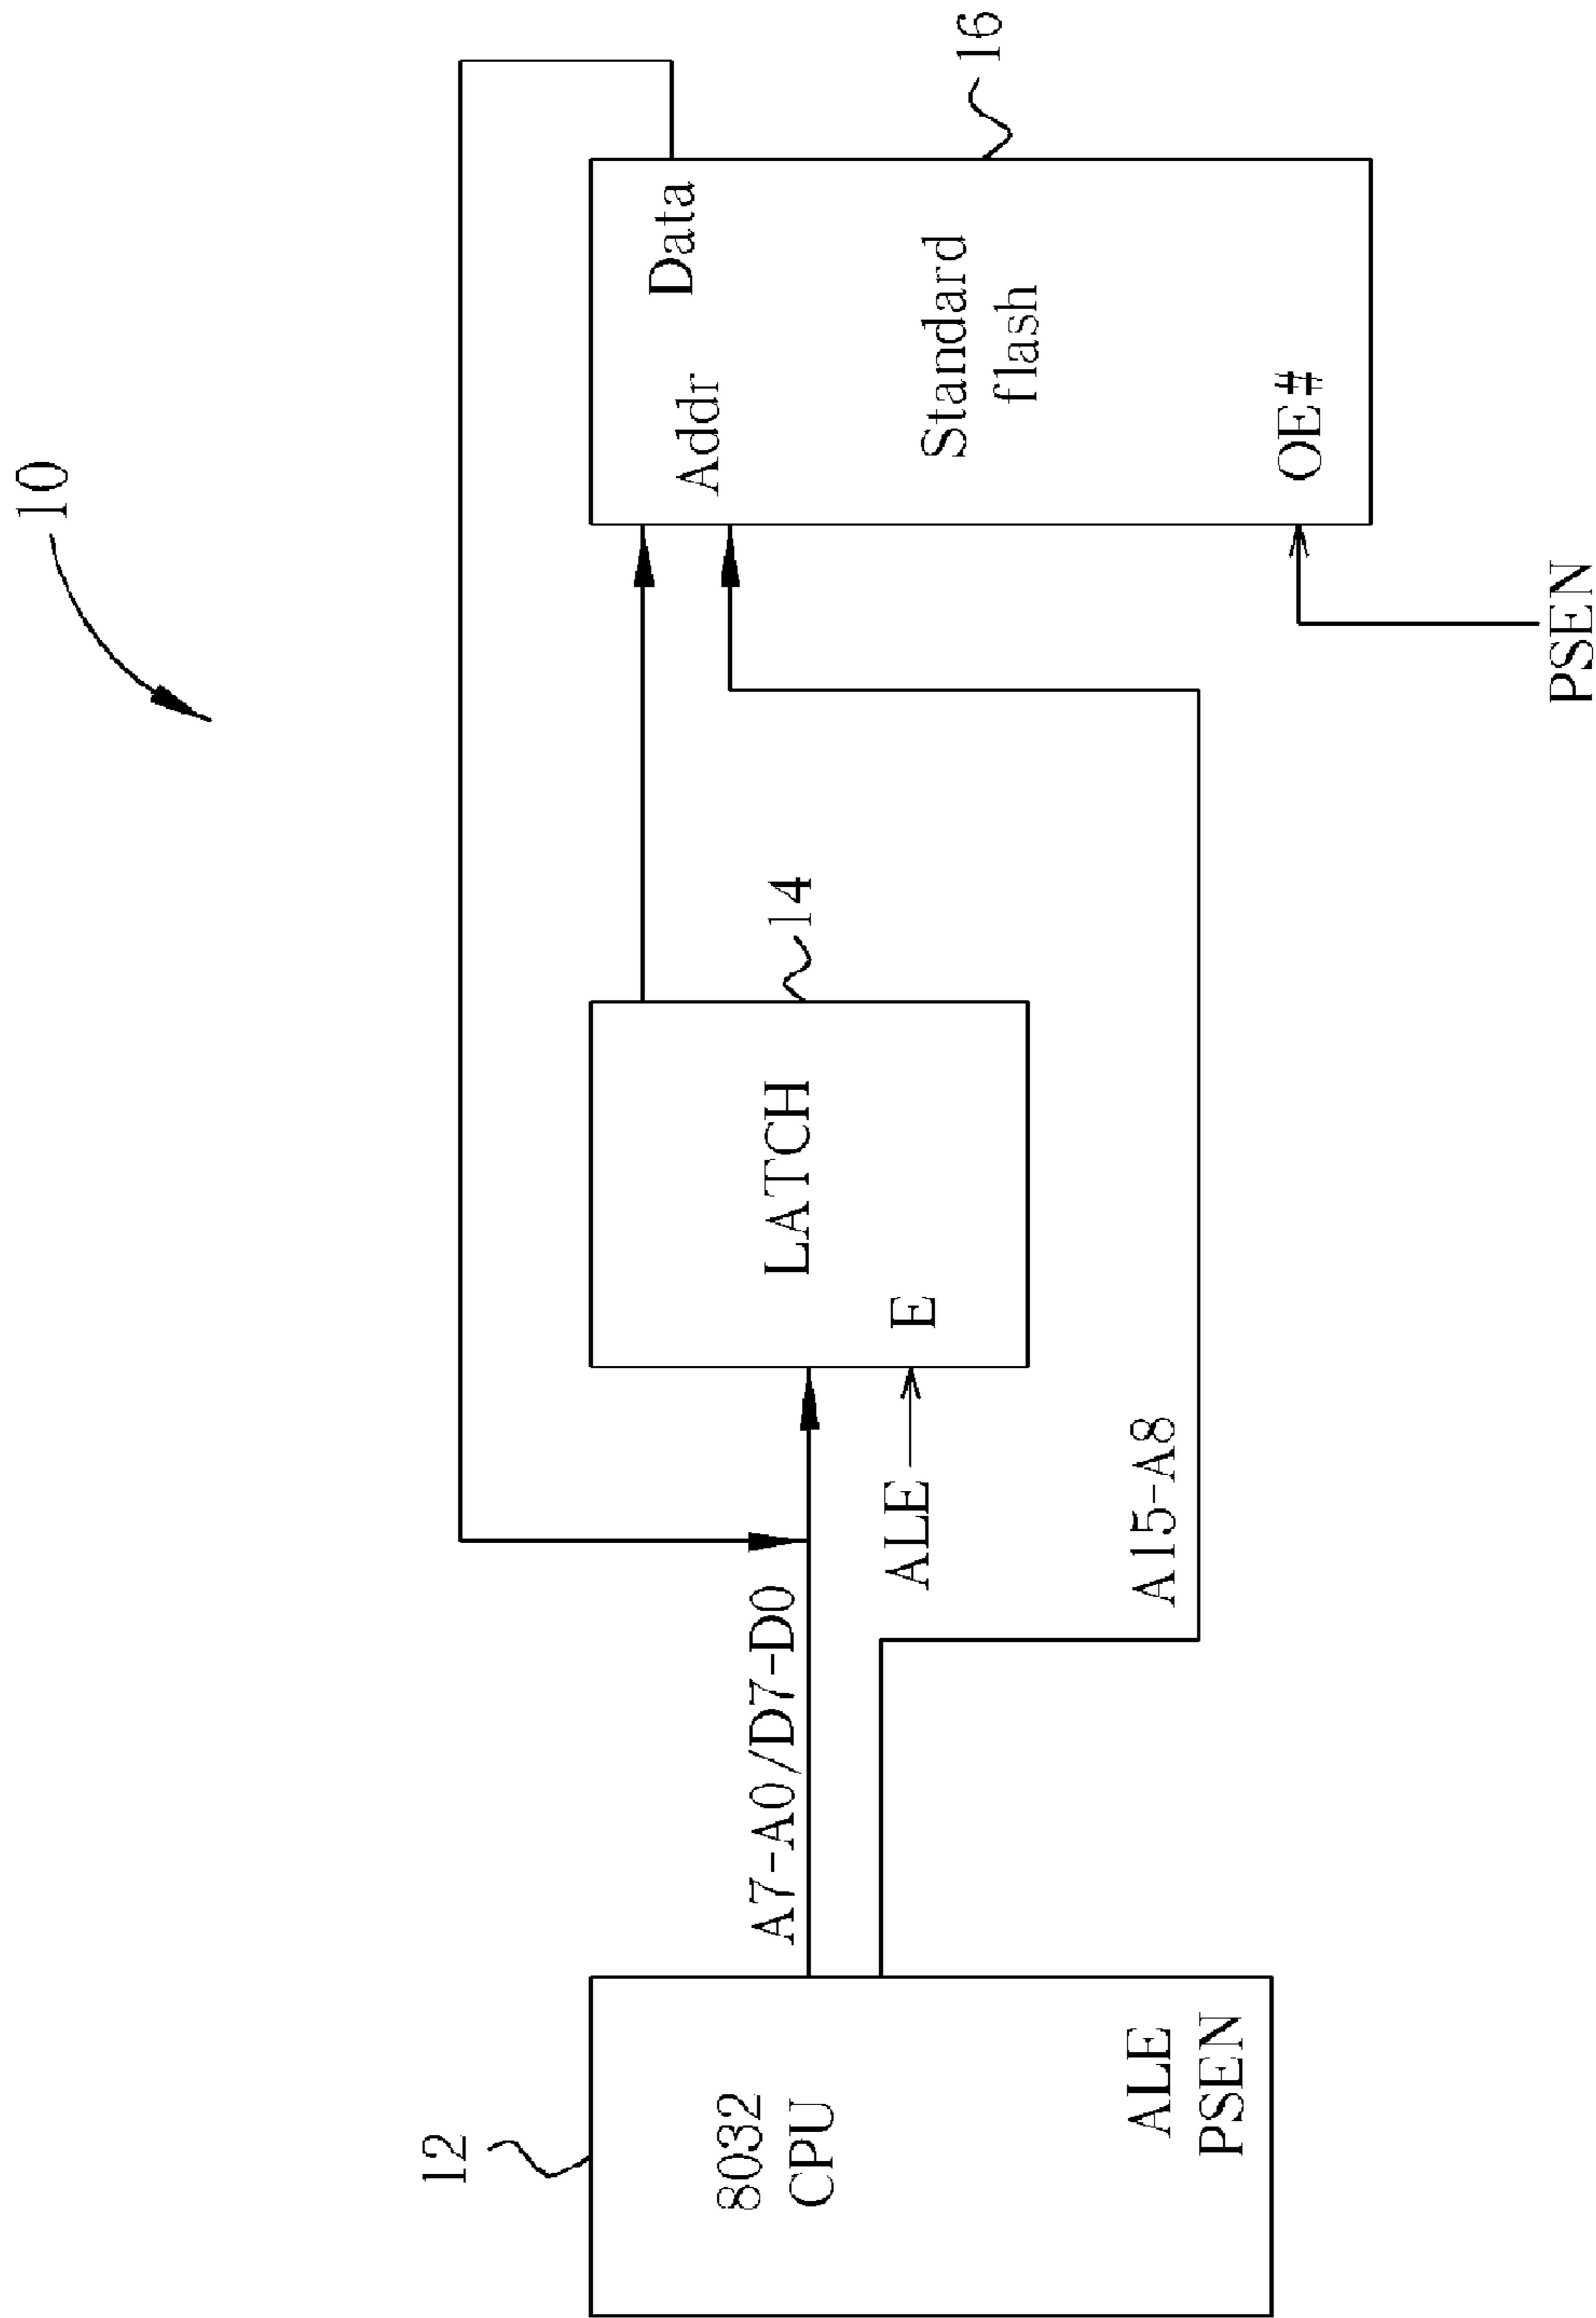 10
12
8032
CPU
ALE
PSEN
A7-A0/D7-D0
ALE
A15-A8
LATCH
E
14
Addr
Data
Standard
flash
OE#
16
PSEN